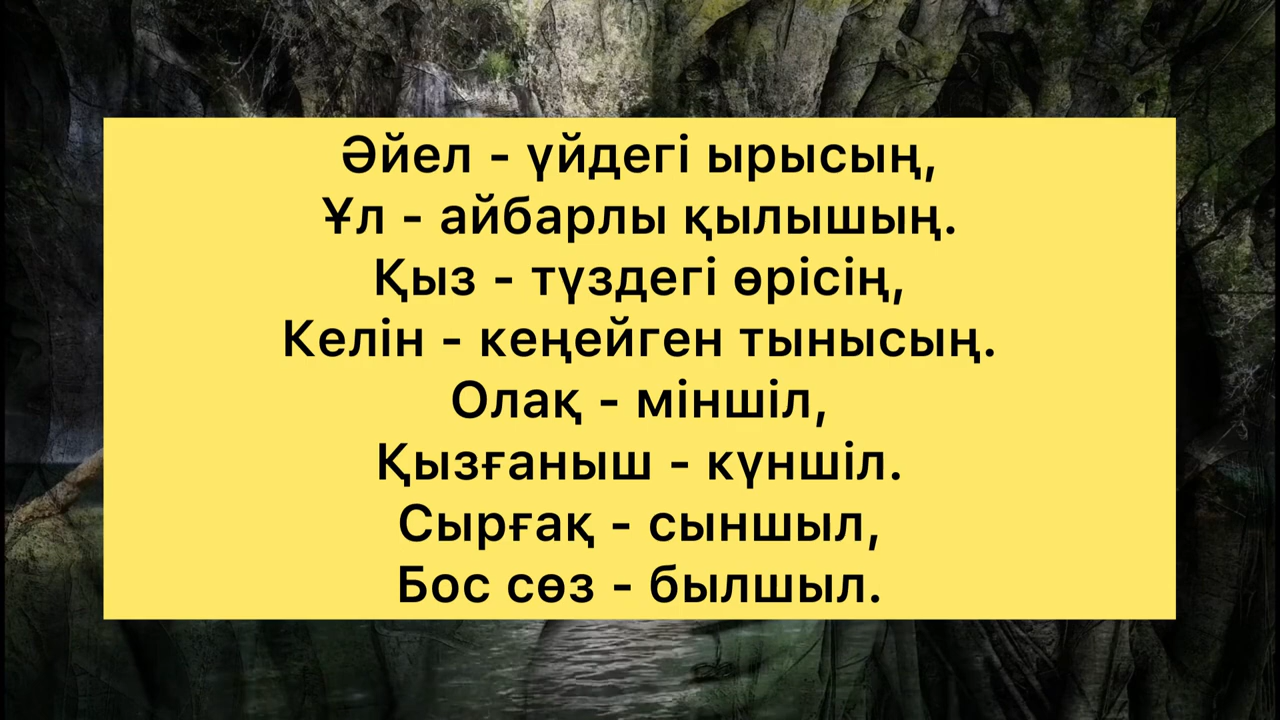 Әйел - үйдегі ырысың,
Ұл - айбарлы қылышың.
Қыз - түздегі өрісің,
Келін - кеңейген тынысың.
Олақ - міншіл,
Қызғаныш - күншіл.
Сырғақ - сыншыл,
Бос сөз - былшыл.